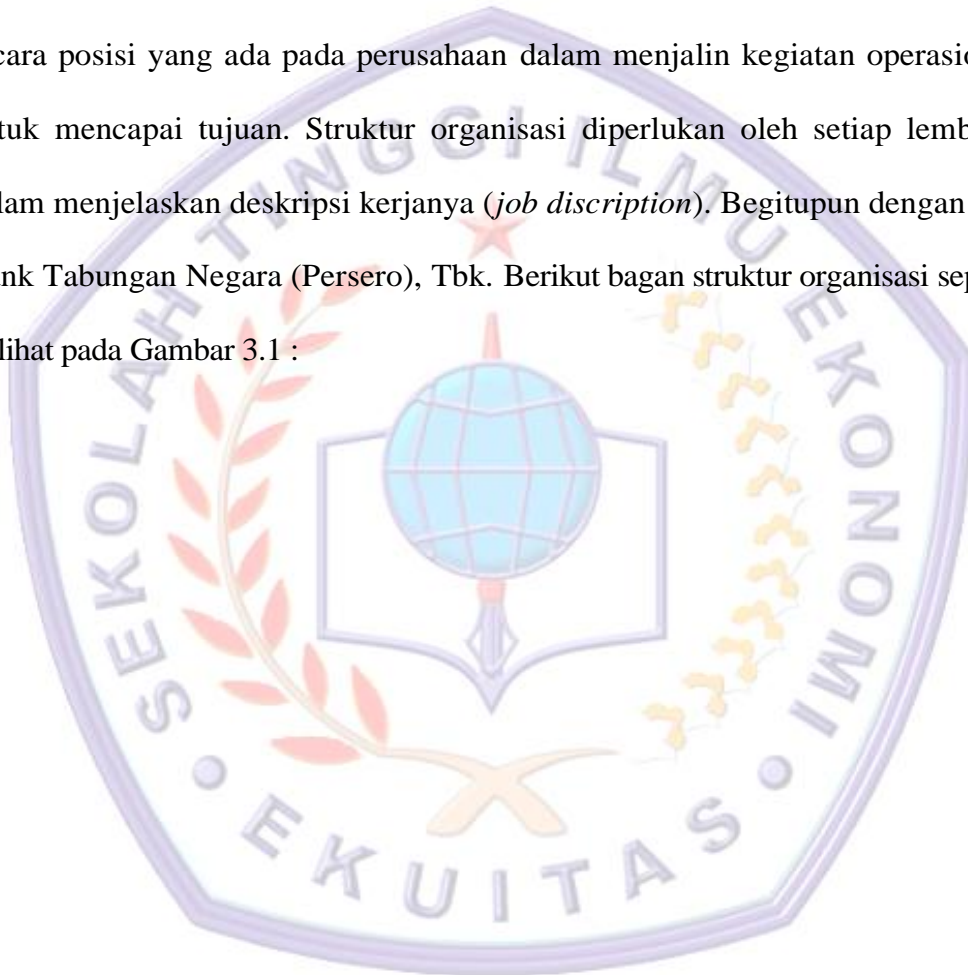 cara posisi yang ada pada perusahaan dalam menjalin kegiatan operasio
tuk mencapai tujuan. Struktur organisasi diperlukan oleh setiap lemb
lam menjelaskan deskripsi kerjanya (job discription). Begitupun dengan
ank Tabungan Negara (Persero), Tbk. Berikut bagan struktur organisasi sep
lihat pada Gambar 3.1 :
SEKOLAH TINGGI ILMU EKONOMI
• EKUITAS •